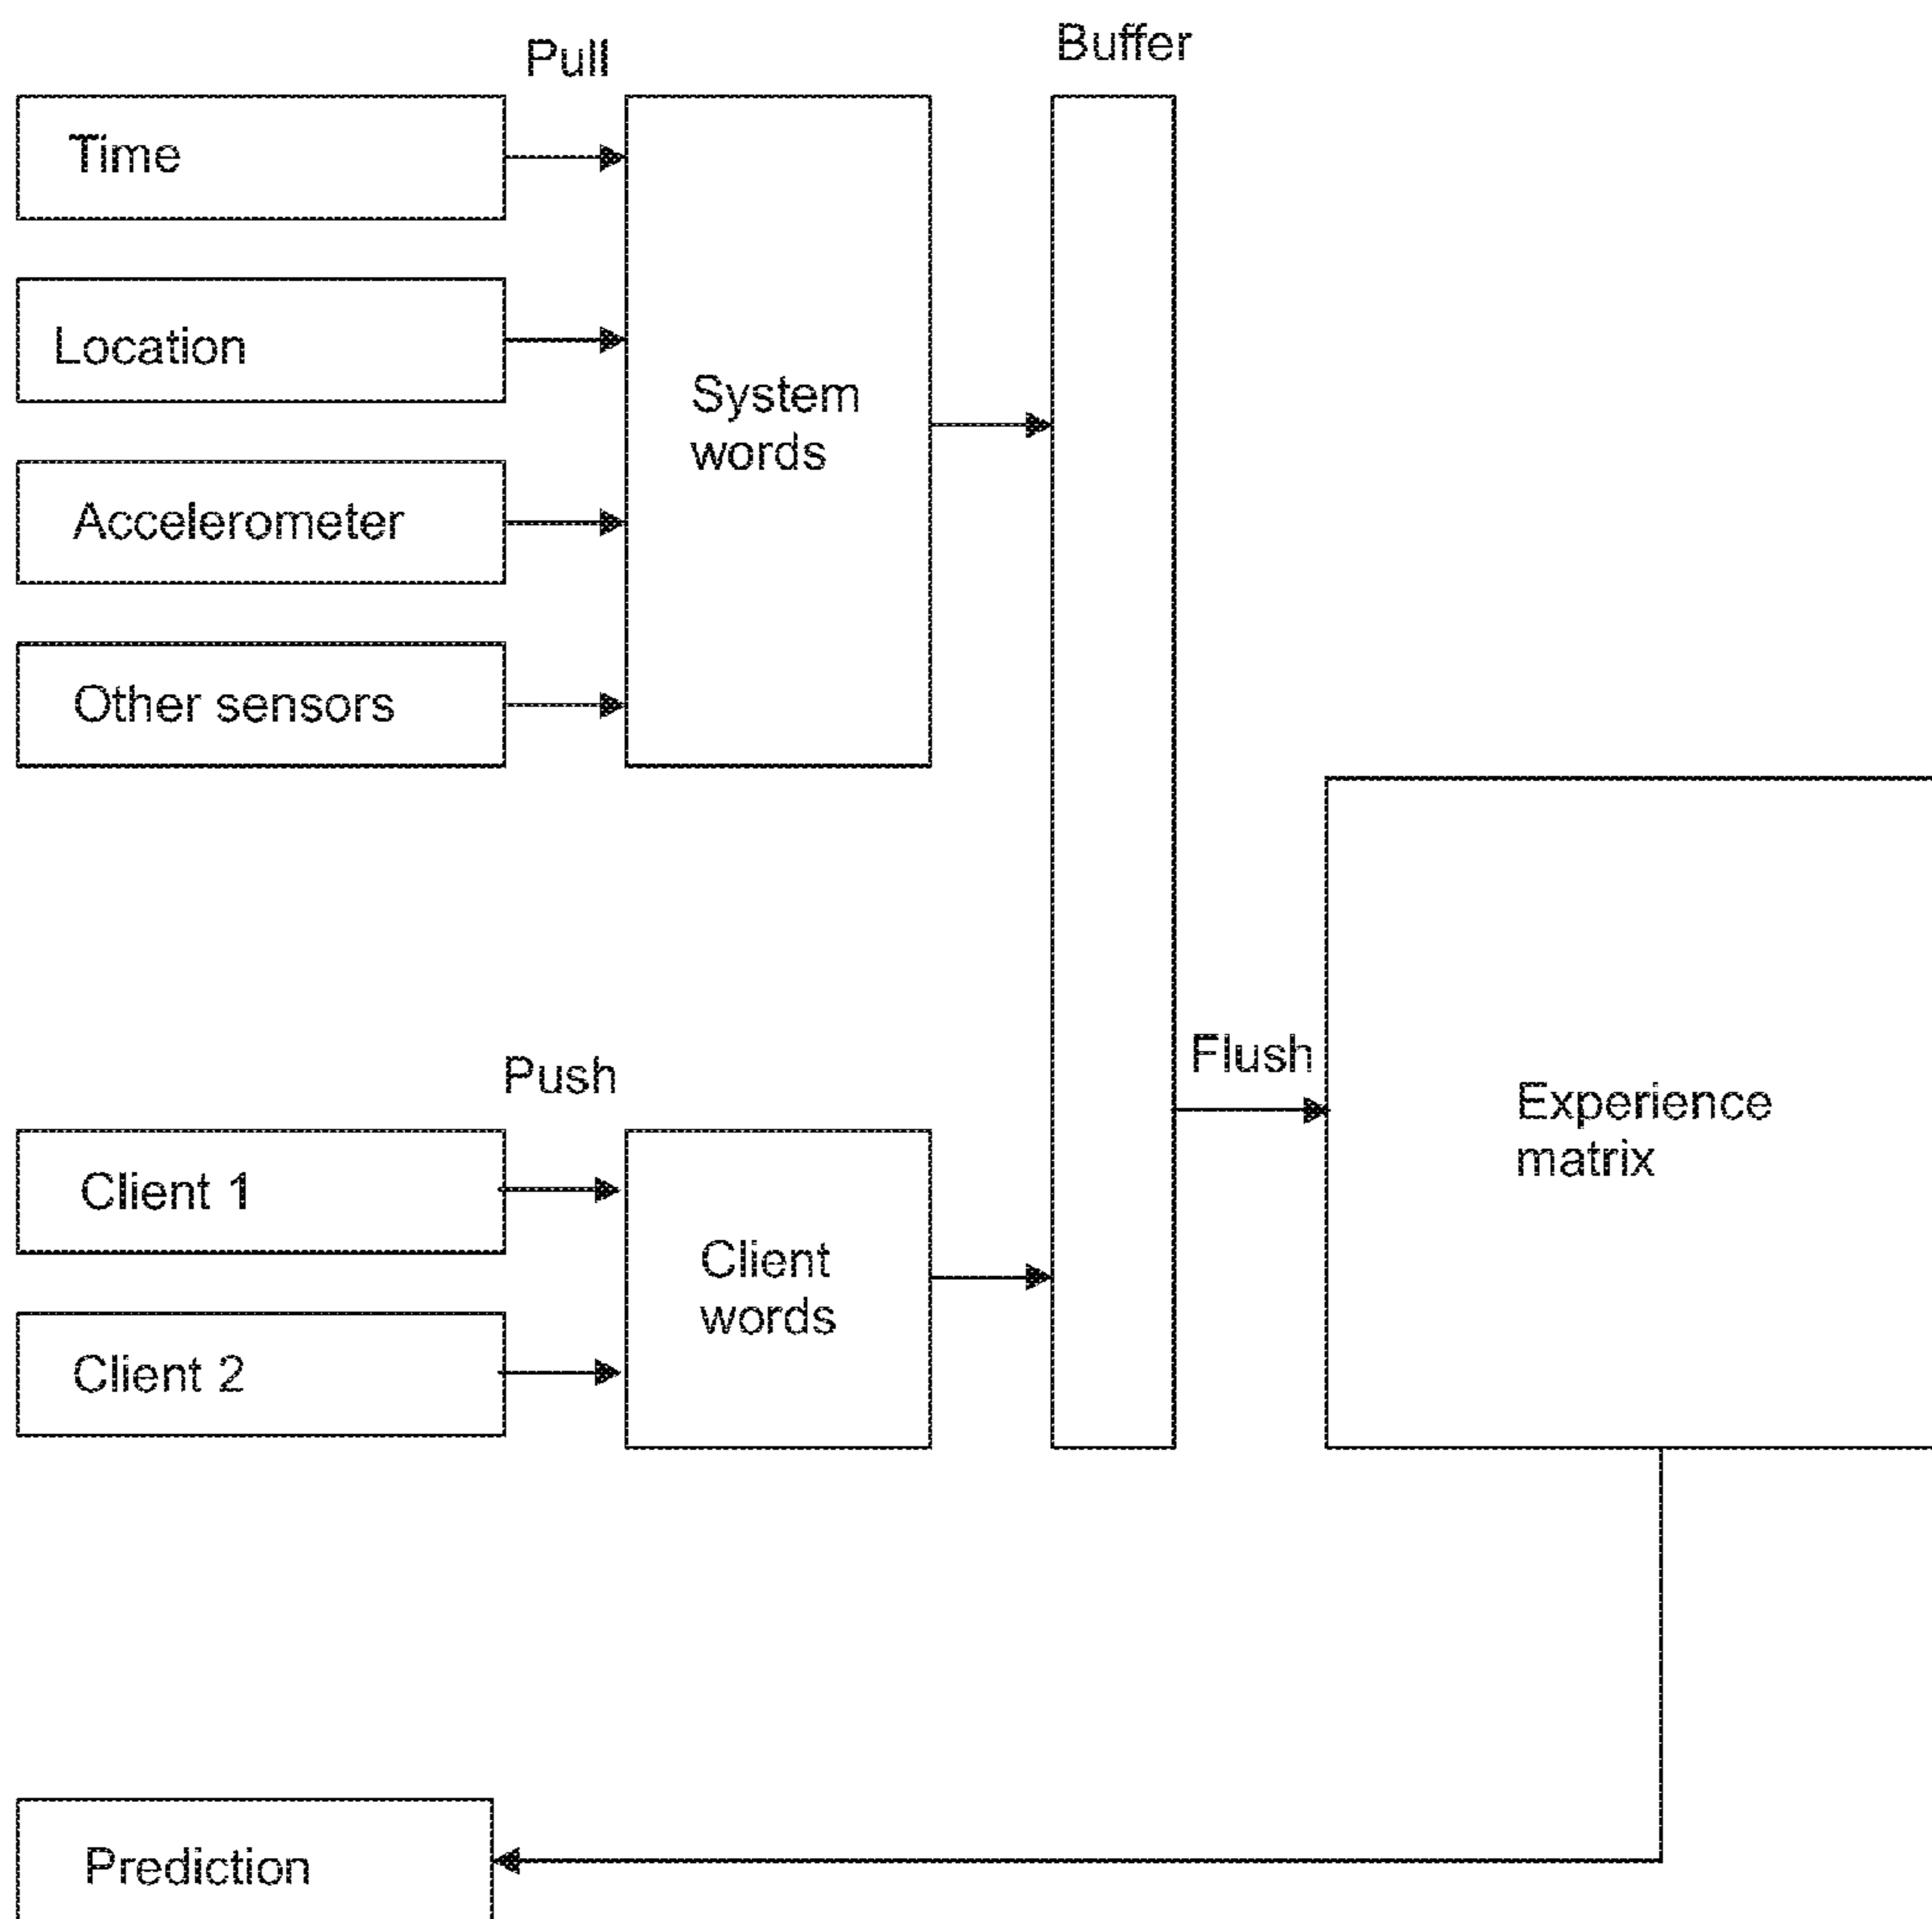 Pull
Buffer
Time
Location
System
words
Accelerometer
Other sensors
Flush
Experience
matrix
Push
Client 1
Client
words
Client 2
Prediction